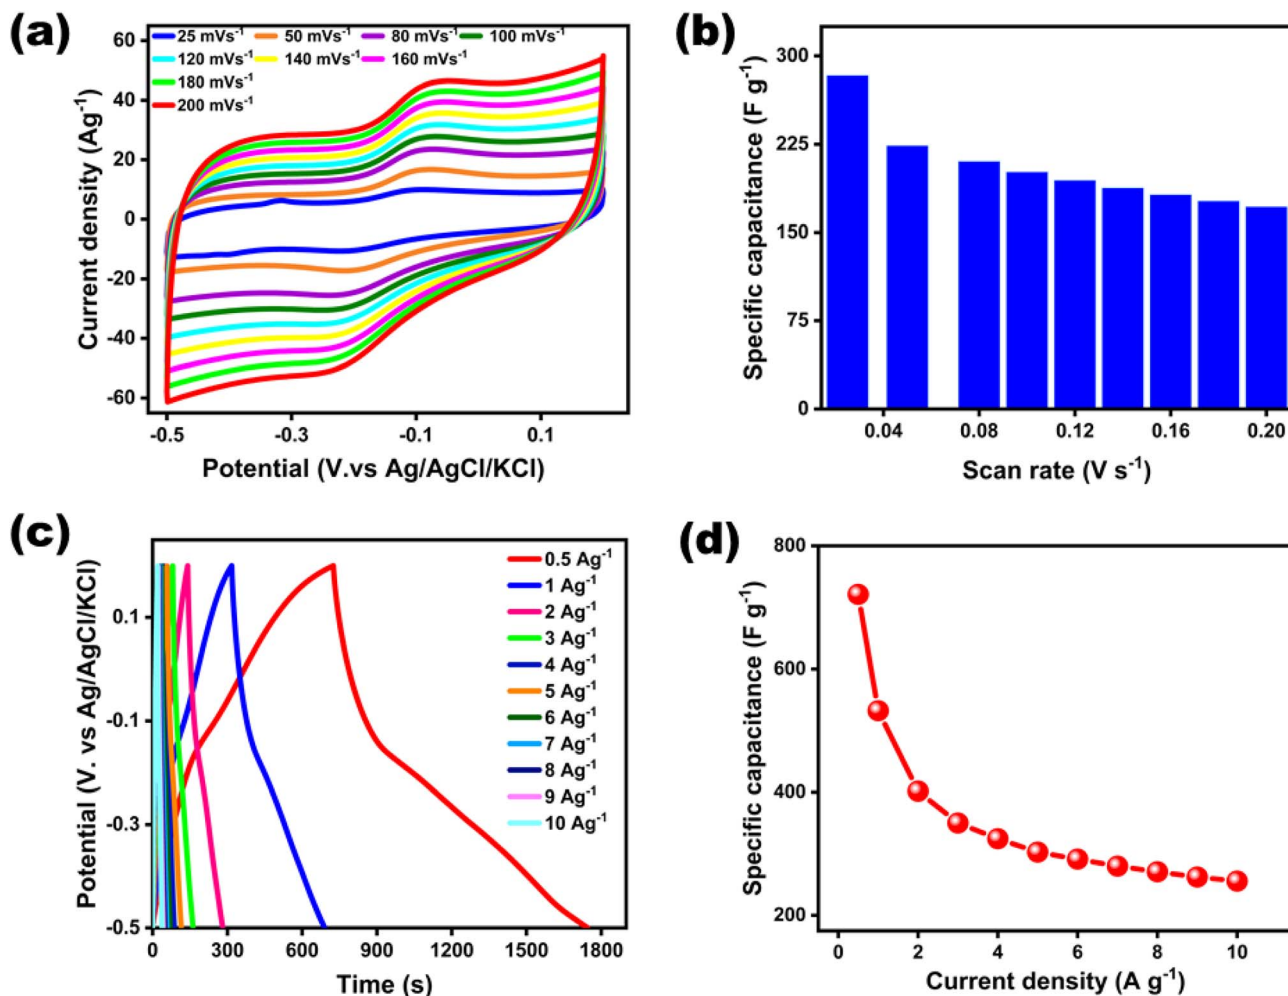 (a)
25 mVs⁻¹ 50 mVs⁻¹ 80 mVs⁻¹ 100 mVs⁻¹
120 mVs⁻¹ 140 mVs⁻¹ 160 mVs⁻¹
180 mVs⁻¹
200 mVs⁻¹
60
40
20
0
-20
-40
-60
Current density (Ag⁻¹)
-0.5 -0.3 -0.1 0.1
Potential (V.vs Ag/AgCl/KCl)
(b)
300
225
150
75
0
Specific capacitance (F g⁻¹)
0.04 0.08 0.12 0.16 0.20
Scan rate (V s⁻¹)
(c)
0.1
-0.1
-0.3
-0.5
Potential (V. vs Ag/AgCl/KCl)
0.5 Ag⁻¹
1 Ag⁻¹
2 Ag⁻¹
3 Ag⁻¹
4 Ag⁻¹
5 Ag⁻¹
6 Ag⁻¹
7 Ag⁻¹
8 Ag⁻¹
9 Ag⁻¹
10 Ag⁻¹
0 300 600 900 1200 1500 1800
Time (s)
(d)
800
600
400
200
Specific capacitance (F g⁻¹)
0 2 4 6 8 10
Current density (A g⁻¹)